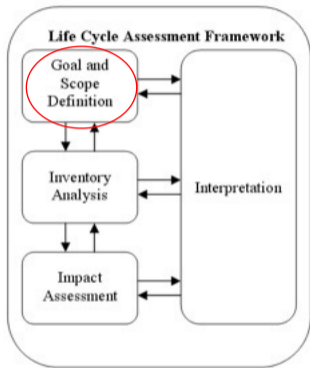 Life Cycle Assessment Framework
Goal and
Scope
Definition
Inventory
Analysis
Interpretation
Impact
Assessment